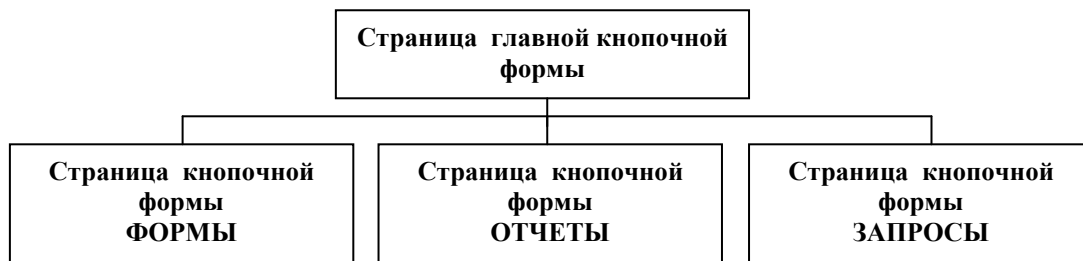 Страница главной кнопочной
формы
Страница кнопочной
формы
ФОРМЫ
Страница кнопочной
формы
ОТЧЕТЫ
Страница кнопочной
формы
ЗАПРОСЫ